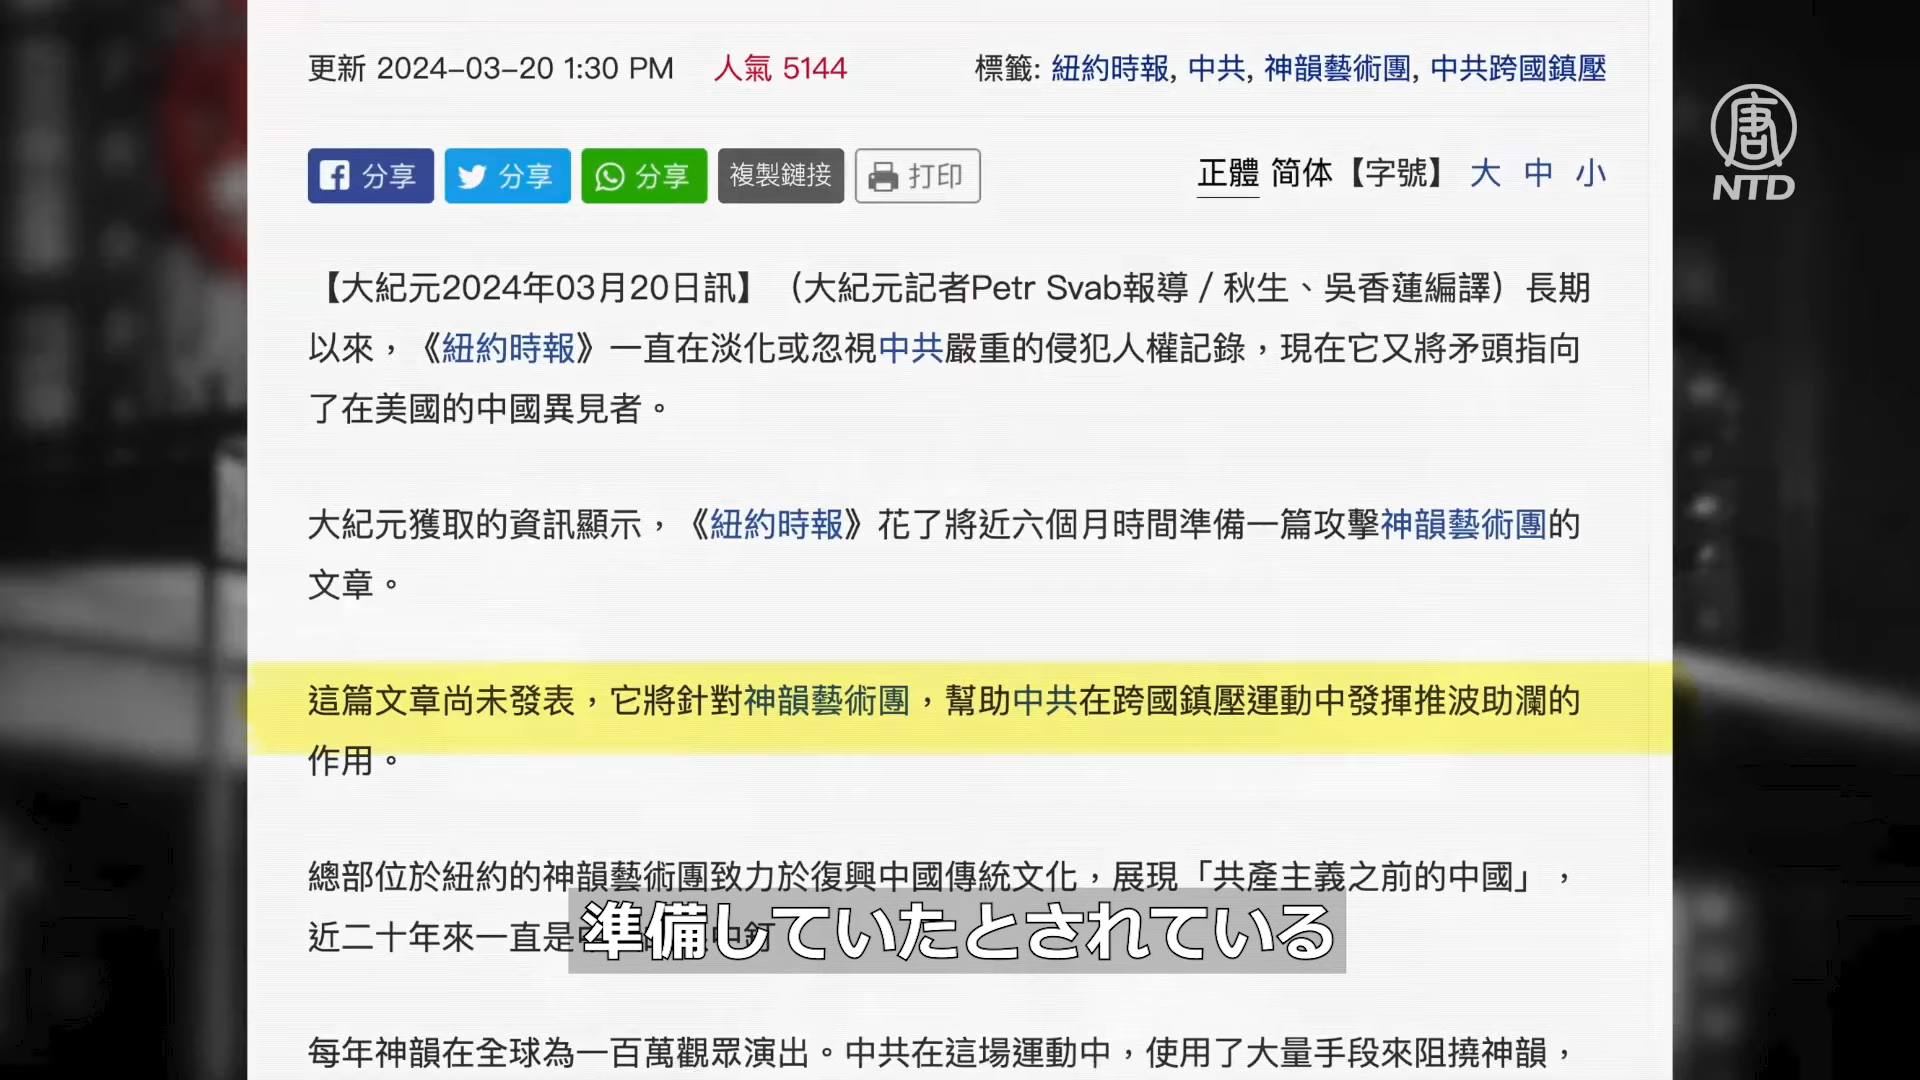 更新 2024-03-20 1:30 PM 人氣 5144 標籤: 紐約時報, 中共, 神韻藝術團, 中共跨國鎮壓
分享 分享 分享 複製鏈接 打印 正體 简体【字號】 大 中 小
唐
NTD
【大紀元2024年03月20日訊】（大紀元記者Petr Svab報導／秋生、吳香蓮編譯）長期
以來，《紐約時報》一直在淡化或忽視中共嚴重的侵犯人權記錄，現在它又將矛頭指向
了在美國的中國異見者。
大紀元獲取的資訊顯示，《紐約時報》花了將近六個月時間準備一篇攻擊神韻藝術團的
文章。
這篇文章尚未發表，它將針對神韻藝術團，幫助中共在跨國鎮壓運動中發揮推波助瀾的
作用。
總部位於紐約的神韻藝術團致力於復興中國傳統文化，展現「共產主義之前的中國」，
近二十年來一直是
準備していたとされている
每年神韻在全球為一百萬觀眾演出。中共在這場運動中，使用了大量手段來阻撓神韻，